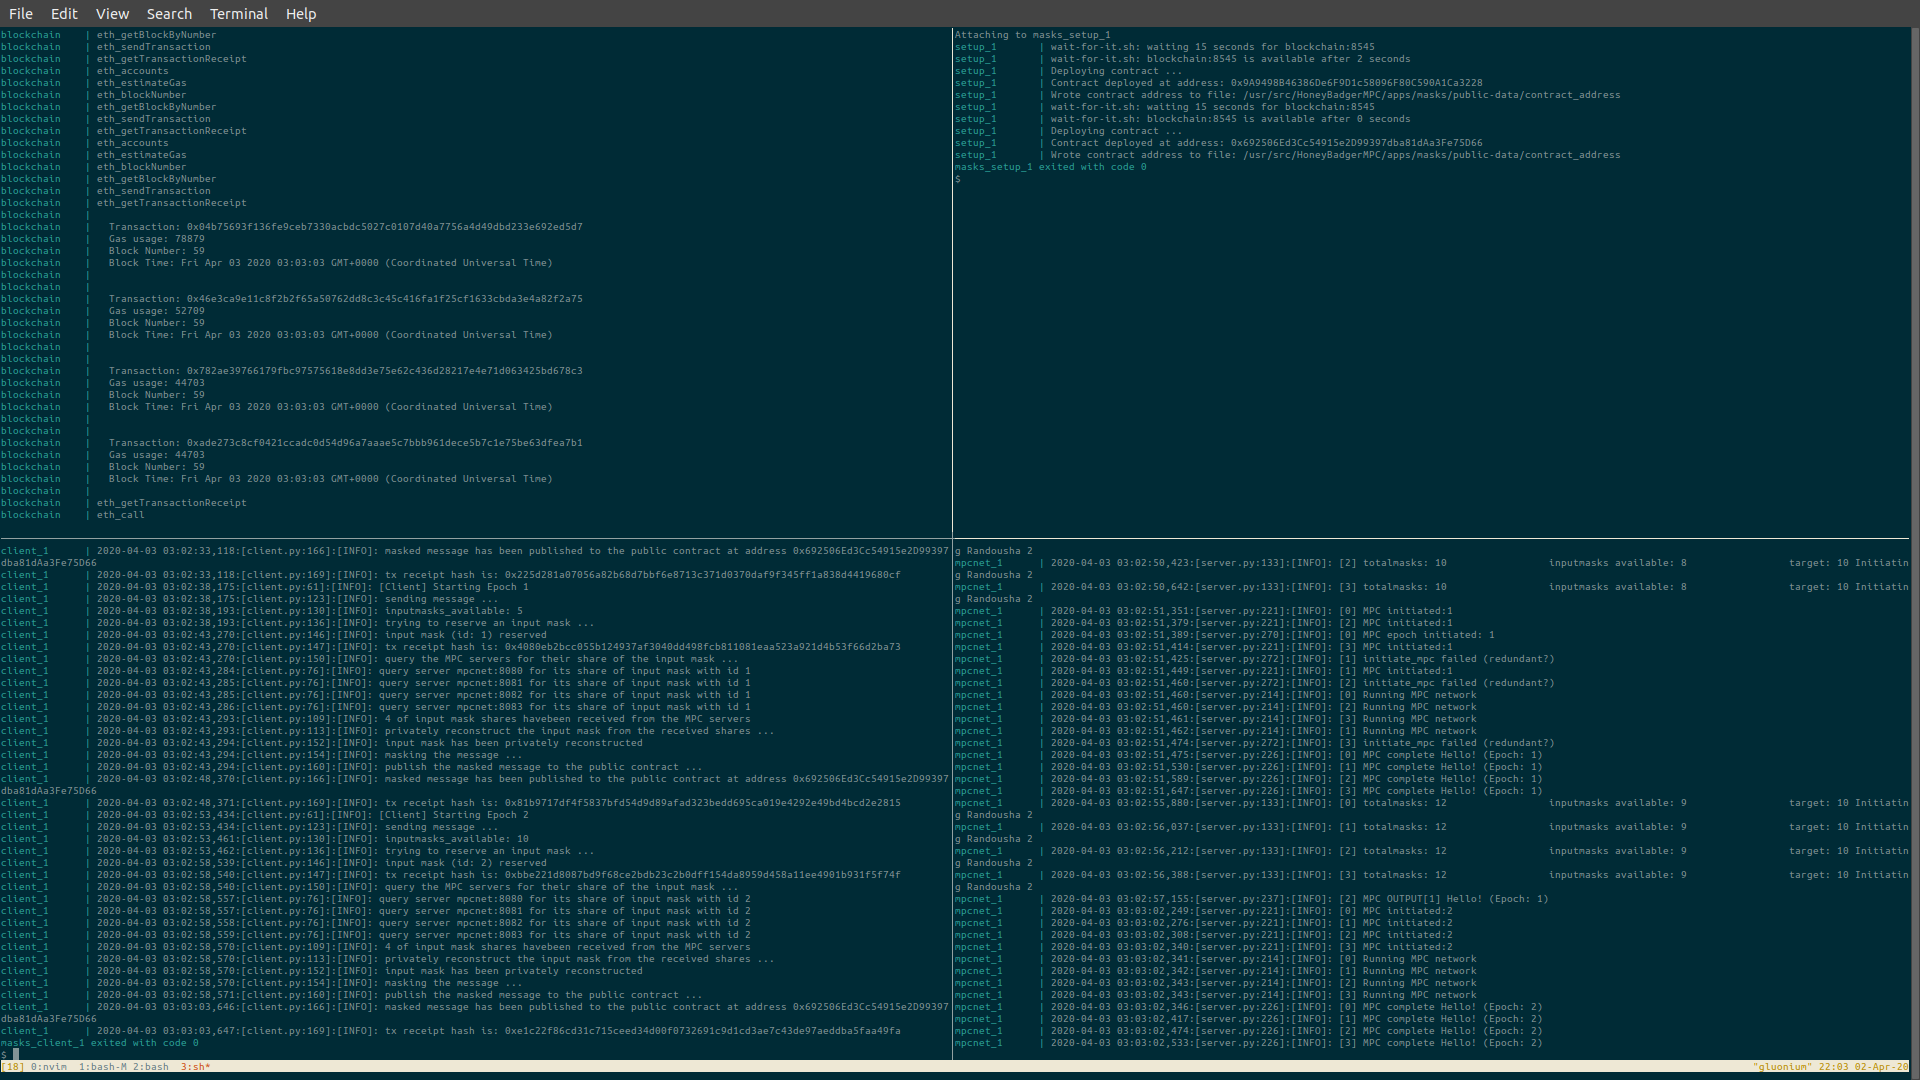 File Edit View Search Terminal Help
blockchain | eth_getBlockByNumber
blockchain | eth_sendTransaction
blockchain | eth_getTransactionReceipt
blockchain | eth_accounts
blockchain | eth_estimateGas
blockchain | eth_blockNumber
blockchain | eth_getBlockByNumber
blockchain | eth_sendTransaction
blockchain | eth_getTransactionReceipt
blockchain | eth_accounts
blockchain | eth_estimateGas
blockchain | eth_blockNumber
blockchain | eth_getBlockByNumber
blockchain | eth_sendTransaction
blockchain | eth_getTransactionReceipt
blockchain |
blockchain | Transaction: 0x04b75693f136fe9ceb7330acbdc5027c0107d40a7756a4d49dbd233e692ed5d7
blockchain | Gas usage: 78879
blockchain | Block Number: 59
blockchain | Block Time: Fri Apr 03 2020 03:03:03 GMT+0000 (Coordinated Universal Time)
blockchain |
blockchain |
blockchain | Transaction: 0x46e3ca9e11c8f2b2f65a50762dd8c3c45c416fa1f25cf1633cbda3e4a82f2a75
blockchain | Gas usage: 52709
blockchain | Block Number: 59
blockchain | Block Time: Fri Apr 03 2020 03:03:03 GMT+0000 (Coordinated Universal Time)
blockchain |
blockchain |
blockchain | Transaction: 0x782ae39766179fbc97575618e8dd3e75e62c436d28217e4e71d063425bd678c3
blockchain | Gas usage: 44703
blockchain | Block Number: 59
blockchain | Block Time: Fri Apr 03 2020 03:03:03 GMT+0000 (Coordinated Universal Time)
blockchain |
blockchain |
blockchain | Transaction: 0xade273c8cf0421ccadc0d54d96a7aaae5c7bbb961dece5b7c1e75be63dfea7b1
blockchain | Gas usage: 44703
blockchain | Block Number: 59
blockchain | Block Time: Fri Apr 03 2020 03:03:03 GMT+0000 (Coordinated Universal Time)
blockchain |
blockchain | eth_getTransactionReceipt
blockchain | eth_call
Attaching to masks_setup_1
setup_1 | wait-for-it.sh: waiting 15 seconds for blockchain:8545
setup_1 | wait-for-it.sh: blockchain:8545 is available after 2 seconds
setup_1 | Deploying contract ...
setup_1 | Contract deployed at address: 0x9A9498B46386De6F9D1c58096F80C590A1Ca3228
setup_1 | Wrote contract address to file: /usr/src/HoneyBadgerMPC/apps/masks/public-data/contract_address
setup_1 | wait-for-it.sh: waiting 15 seconds for blockchain:8545
setup_1 | wait-for-it.sh: blockchain:8545 is available after 0 seconds
setup_1 | Deploying contract ...
setup_1 | Contract deployed at address: 0x692506Ed3Cc54915e2D99397dba81dAa3Fe75D66
setup_1 | Wrote contract address to file: /usr/src/HoneyBadgerMPC/apps/masks/public-data/contract_address
masks_setup_1 exited with code 0
$
client_1 | 2020-04-03 03:02:33,118:[client.py:166]:[INFO]: masked message has been published to the public contract at address 0x692506Ed3Cc54915e2D99397
dba81dAa3Fe75D66
client_1 | 2020-04-03 03:02:33,118:[client.py:169]:[INFO]: tx receipt hash is: 0x225d281a07056a82b68d7bbf6e8713c371d0370daf9f345ff1a838d4419680cf
client_1 | 2020-04-03 03:02:38,175:[client.py:61]:[INFO]: [Client] Starting Epoch 1
client_1 | 2020-04-03 03:02:38,175:[client.py:123]:[INFO]: sending message ...
client_1 | 2020-04-03 03:02:38,193:[client.py:130]:[INFO]: inputmasks_available: 5
client_1 | 2020-04-03 03:02:38,193:[client.py:136]:[INFO]: trying to reserve an input mask ...
client_1 | 2020-04-03 03:02:43,270:[client.py:146]:[INFO]: input mask (id: 1) reserved
client_1 | 2020-04-03 03:02:43,270:[client.py:147]:[INFO]: tx receipt hash is: 0x4080eb2bcc055b124937af3040dd498fcb811081eaa523a921d4b53f66d2ba73
client_1 | 2020-04-03 03:02:43,270:[client.py:150]:[INFO]: query the MPC servers for their share of the input mask ...
client_1 | 2020-04-03 03:02:43,284:[client.py:76]:[INFO]: query server mpcnet:8080 for its share of input mask with id 1
client_1 | 2020-04-03 03:02:43,285:[client.py:76]:[INFO]: query server mpcnet:8081 for its share of input mask with id 1
client_1 | 2020-04-03 03:02:43,285:[client.py:76]:[INFO]: query server mpcnet:8082 for its share of input mask with id 1
client_1 | 2020-04-03 03:02:43,286:[client.py:76]:[INFO]: query server mpcnet:8083 for its share of input mask with id 1
client_1 | 2020-04-03 03:02:43,293:[client.py:109]:[INFO]: 4 of input mask shares havebeen received from the MPC servers
client_1 | 2020-04-03 03:02:43,293:[client.py:113]:[INFO]: privately reconstruct the input mask from the received shares ...
client_1 | 2020-04-03 03:02:43,294:[client.py:152]:[INFO]: input mask has been privately reconstructed
client_1 | 2020-04-03 03:02:43,294:[client.py:154]:[INFO]: masking the message ...
client_1 | 2020-04-03 03:02:43,294:[client.py:160]:[INFO]: publish the masked message to the public contract ...
client_1 | 2020-04-03 03:02:48,370:[client.py:166]:[INFO]: masked message has been published to the public contract at address 0x692506Ed3Cc54915e2D99397
dba81dAa3Fe75D66
client_1 | 2020-04-03 03:02:48,371:[client.py:169]:[INFO]: tx receipt hash is: 0x81b9717df4f5837bfd54d9d89afad323bedd695ca019e4292e49bd4bcd2e2815
client_1 | 2020-04-03 03:02:53,434:[client.py:61]:[INFO]: [Client] Starting Epoch 2
client_1 | 2020-04-03 03:02:53,434:[client.py:123]:[INFO]: sending message ...
client_1 | 2020-04-03 03:02:53,461:[client.py:130]:[INFO]: inputmasks_available: 10
client_1 | 2020-04-03 03:02:53,462:[client.py:136]:[INFO]: trying to reserve an input mask ...
client_1 | 2020-04-03 03:02:58,539:[client.py:146]:[INFO]: input mask (id: 2) reserved
client_1 | 2020-04-03 03:02:58,540:[client.py:147]:[INFO]: tx receipt hash is: 0xbbe221d8087bd9f68ce2bdb23c2b0dff154da8959d458a11ee4901b931f5f74f
client_1 | 2020-04-03 03:02:58,540:[client.py:150]:[INFO]: query the MPC servers for their share of the input mask ...
client_1 | 2020-04-03 03:02:58,557:[client.py:76]:[INFO]: query server mpcnet:8080 for its share of input mask with id 2
client_1 | 2020-04-03 03:02:58,557:[client.py:76]:[INFO]: query server mpcnet:8081 for its share of input mask with id 2
client_1 | 2020-04-03 03:02:58,558:[client.py:76]:[INFO]: query server mpcnet:8082 for its share of input mask with id 2
client_1 | 2020-04-03 03:02:58,559:[client.py:76]:[INFO]: query server mpcnet:8083 for its share of input mask with id 2
client_1 | 2020-04-03 03:02:58,570:[client.py:109]:[INFO]: 4 of input mask shares havebeen received from the MPC servers
client_1 | 2020-04-03 03:02:58,570:[client.py:113]:[INFO]: privately reconstruct the input mask from the received shares ...
client_1 | 2020-04-03 03:02:58,570:[client.py:152]:[INFO]: input mask has been privately reconstructed
client_1 | 2020-04-03 03:02:58,570:[client.py:154]:[INFO]: masking the message ...
client_1 | 2020-04-03 03:02:58,571:[client.py:160]:[INFO]: publish the masked message to the public contract ...
client_1 | 2020-04-03 03:03:03,646:[client.py:166]:[INFO]: masked message has been published to the public contract at address 0x692506Ed3Cc54915e2D99397
dba81dAa3Fe75D66
client_1 | 2020-04-03 03:03:03,647:[client.py:169]:[INFO]: tx receipt hash is: 0xe1c22f86cd31c715ceed34d00f0732691c9d1cd3ae7c43de97aeddba5faa49fa
masks_client_1 exited with code 0
$
g Randousha 2
mpcnet_1 | 2020-04-03 03:02:50,423:[server.py:133]:[INFO]: [2] totalmasks: 10 inputmasks available: 8 target: 10 Initiatin
g Randousha 2
mpcnet_1 | 2020-04-03 03:02:50,642:[server.py:133]:[INFO]: [3] totalmasks: 10 inputmasks available: 8 target: 10 Initiatin
g Randousha 2
mpcnet_1 | 2020-04-03 03:02:51,351:[server.py:221]:[INFO]: [0] MPC initiated:1
mpcnet_1 | 2020-04-03 03:02:51,379:[server.py:221]:[INFO]: [2] MPC initiated:1
mpcnet_1 | 2020-04-03 03:02:51,389:[server.py:270]:[INFO]: [0] MPC epoch initiated: 1
mpcnet_1 | 2020-04-03 03:02:51,414:[server.py:221]:[INFO]: [3] MPC initiated:1
mpcnet_1 | 2020-04-03 03:02:51,425:[server.py:272]:[INFO]: [1] initiate_mpc failed (redundant?)
mpcnet_1 | 2020-04-03 03:02:51,449:[server.py:221]:[INFO]: [1] MPC initiated:1
mpcnet_1 | 2020-04-03 03:02:51,460:[server.py:272]:[INFO]: [2] initiate_mpc failed (redundant?)
mpcnet_1 | 2020-04-03 03:02:51,460:[server.py:214]:[INFO]: [0] Running MPC network
mpcnet_1 | 2020-04-03 03:02:51,460:[server.py:214]:[INFO]: [2] Running MPC network
mpcnet_1 | 2020-04-03 03:02:51,461:[server.py:214]:[INFO]: [3] Running MPC network
mpcnet_1 | 2020-04-03 03:02:51,462:[server.py:214]:[INFO]: [1] Running MPC network
mpcnet_1 | 2020-04-03 03:02:51,474:[server.py:272]:[INFO]: [3] initiate_mpc failed (redundant?)
mpcnet_1 | 2020-04-03 03:02:51,475:[server.py:226]:[INFO]: [0] MPC complete Hello! (Epoch: 1)
mpcnet_1 | 2020-04-03 03:02:51,530:[server.py:226]:[INFO]: [1] MPC complete Hello! (Epoch: 1)
mpcnet_1 | 2020-04-03 03:02:51,589:[server.py:226]:[INFO]: [2] MPC complete Hello! (Epoch: 1)
mpcnet_1 | 2020-04-03 03:02:51,647:[server.py:226]:[INFO]: [3] MPC complete Hello! (Epoch: 1)
mpcnet_1 | 2020-04-03 03:02:55,880:[server.py:133]:[INFO]: [0] totalmasks: 12 inputmasks available: 9 target: 10 Initiatin
g Randousha 2
mpcnet_1 | 2020-04-03 03:02:56,037:[server.py:133]:[INFO]: [1] totalmasks: 12 inputmasks available: 9 target: 10 Initiatin
g Randousha 2
mpcnet_1 | 2020-04-03 03:02:56,212:[server.py:133]:[INFO]: [2] totalmasks: 12 inputmasks available: 9 target: 10 Initiatin
g Randousha 2
mpcnet_1 | 2020-04-03 03:02:56,388:[server.py:133]:[INFO]: [3] totalmasks: 12 inputmasks available: 9 target: 10 Initiatin
g Randousha 2
mpcnet_1 | 2020-04-03 03:02:57,155:[server.py:237]:[INFO]: [2] MPC OUTPUT[1] Hello! (Epoch: 1)
mpcnet_1 | 2020-04-03 03:03:02,249:[server.py:221]:[INFO]: [0] MPC initiated:2
mpcnet_1 | 2020-04-03 03:03:02,276:[server.py:221]:[INFO]: [1] MPC initiated:2
mpcnet_1 | 2020-04-03 03:03:02,308:[server.py:221]:[INFO]: [2] MPC initiated:2
mpcnet_1 | 2020-04-03 03:03:02,340:[server.py:221]:[INFO]: [3] MPC initiated:2
mpcnet_1 | 2020-04-03 03:03:02,341:[server.py:214]:[INFO]: [0] Running MPC network
mpcnet_1 | 2020-04-03 03:03:02,342:[server.py:214]:[INFO]: [1] Running MPC network
mpcnet_1 | 2020-04-03 03:03:02,343:[server.py:214]:[INFO]: [2] Running MPC network
mpcnet_1 | 2020-04-03 03:03:02,343:[server.py:214]:[INFO]: [3] Running MPC network
mpcnet_1 | 2020-04-03 03:03:02,346:[server.py:226]:[INFO]: [0] MPC complete Hello! (Epoch: 2)
mpcnet_1 | 2020-04-03 03:03:02,417:[server.py:226]:[INFO]: [1] MPC complete Hello! (Epoch: 2)
mpcnet_1 | 2020-04-03 03:03:02,474:[server.py:226]:[INFO]: [2] MPC complete Hello! (Epoch: 2)
mpcnet_1 | 2020-04-03 03:03:02,533:[server.py:226]:[INFO]: [3] MPC complete Hello! (Epoch: 2)
[18] 0:nvim 1:bash-M 2:bash 3:sh* "gluonium" 22:03 02-Apr-20